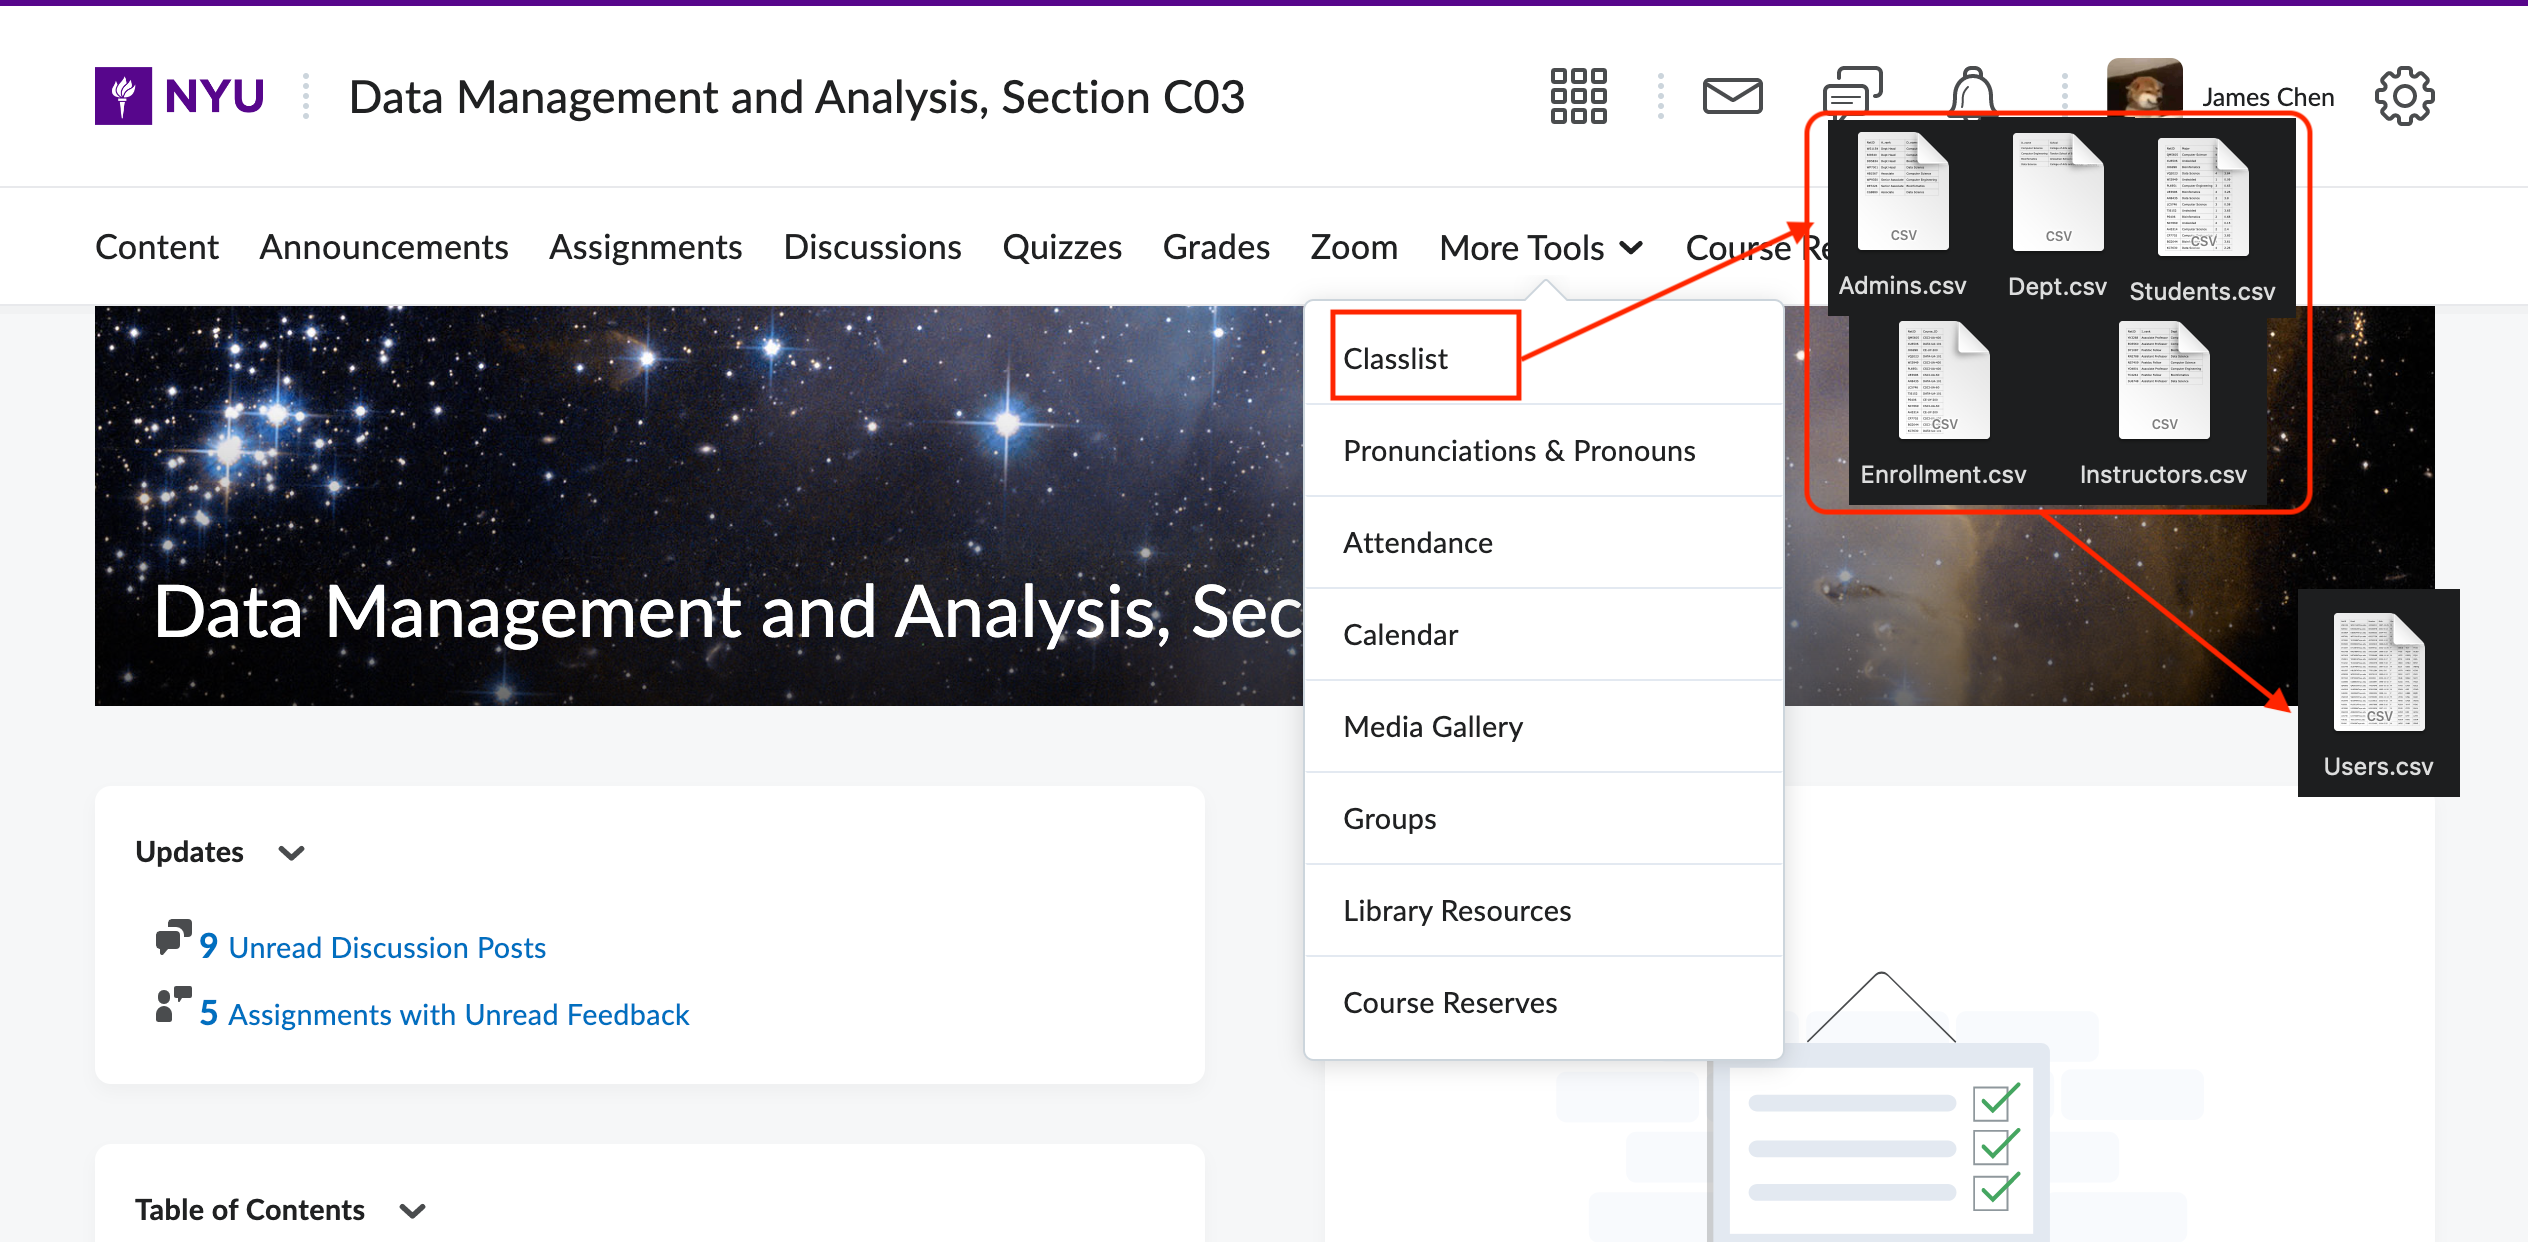 NYU
Data Management and Analysis, Section C03
James Chen
Content Announcements Assignments Discussions Quizzes Grades Zoom More Tools Course Re
CSV CSV CSV
Admins.csv Dept.csv Students.csv
CSV CSV
Enrollment.csv Instructors.csv
Classlist
Pronunciations & Pronouns
Attendance
Calendar
Media Gallery
Groups
Library Resources
Course Reserves
Data Management and Analysis, Sec
CSV
Users.csv
Updates
9 Unread Discussion Posts
5 Assignments with Unread Feedback
Table of Contents